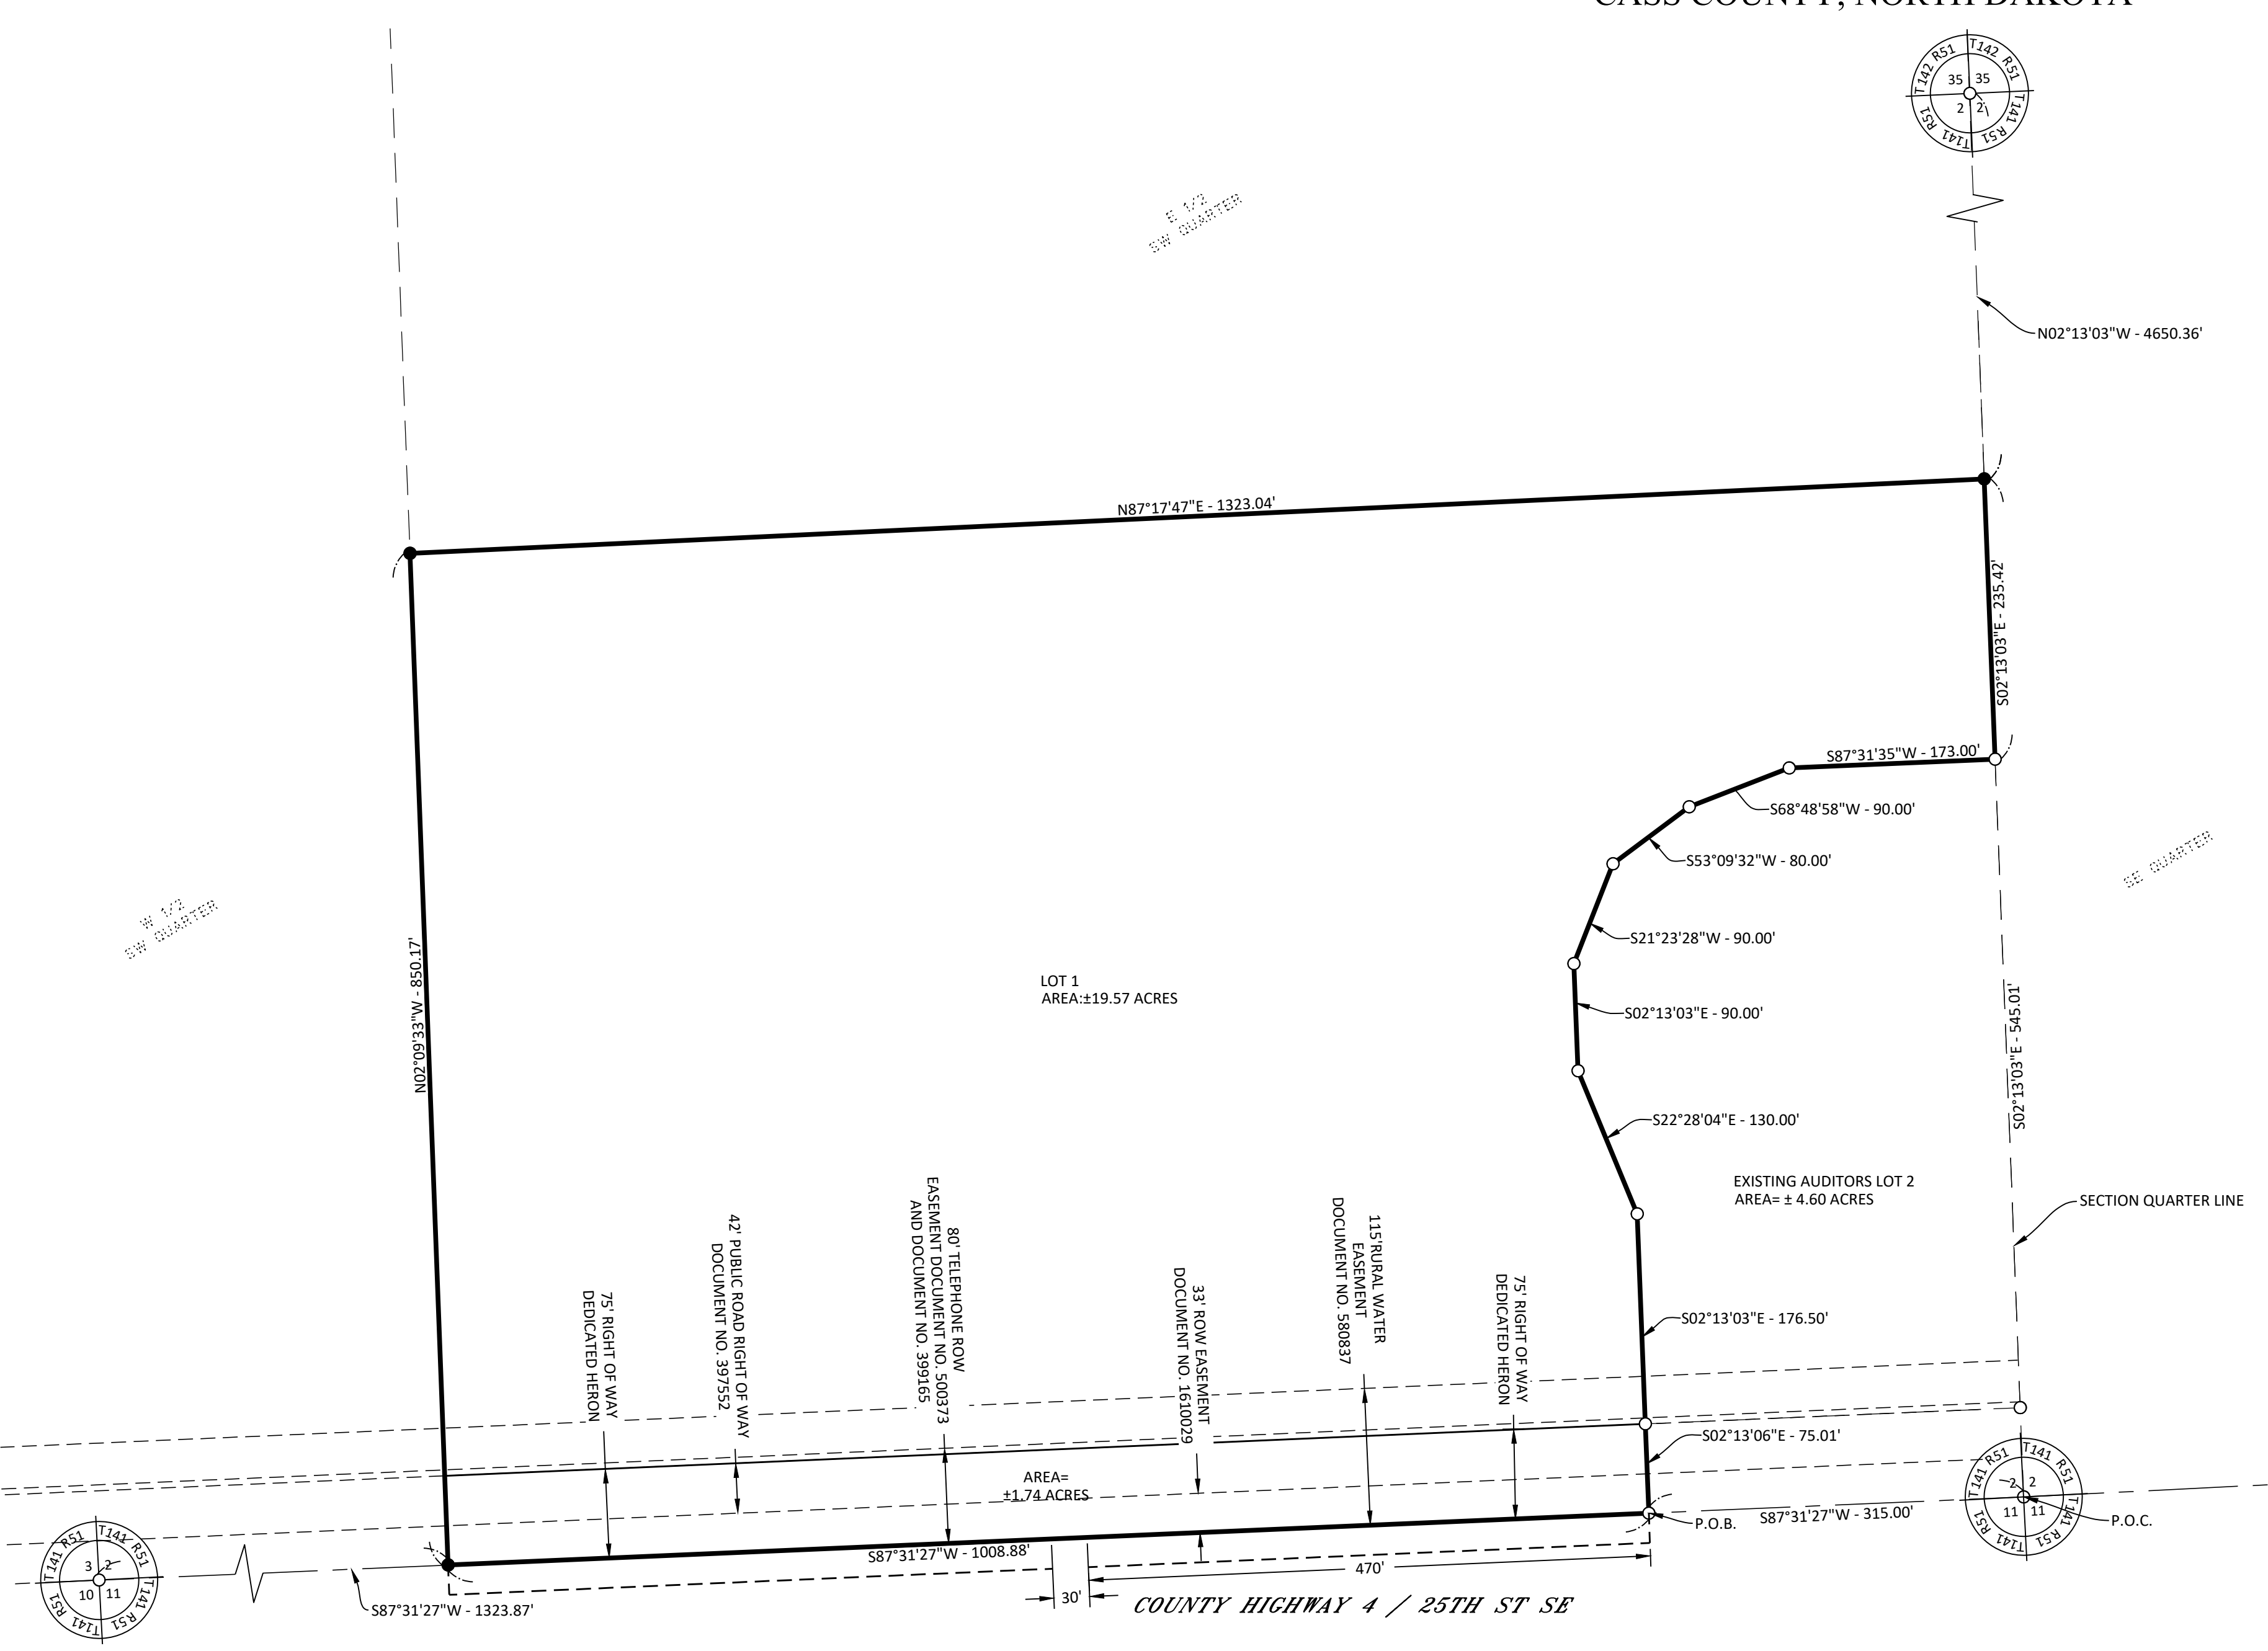 CASS COUNTY, NORTH DAKOTA
T142 R51
T142 R51
35 35
2 2
T141 R51
T141 R51
E 1/2
SW QUARTER
N02°13'03"W - 4650.36'
N87°17'47"E - 1323.04'
S02°13'03"E - 235.42'
S87°31'35"W - 173.00'
S68°48'58"W - 90.00'
S53°09'32"W - 80.00'
SE QUARTER
W 1/2
SW QUARTER
S21°23'28"W - 90.00'
N02°09'33"W - 850.17'
LOT 1
AREA:±19.57 ACRES
S02°13'03"E - 90.00'
S02°13'03"E - 545.01'
S22°28'04"E - 130.00'
EXISTING AUDITORS LOT 2
AREA= ± 4.60 ACRES
SECTION QUARTER LINE
75' RIGHT OF WAY
DEDICATED HERON
42' PUBLIC ROAD RIGHT OF WAY
DOCUMENT NO. 397552
80' TELEPHONE ROW
EASEMENT DOCUMENT NO. 500373
AND DOCUMENT NO. 399165
33' ROW EASEMENT
DOCUMENT NO. 1610029
115'RURAL WATER
EASEMENT
DOCUMENT NO. 580837
75' RIGHT OF WAY
DEDICATED HERON
S02°13'03"E - 176.50'
S02°13'06"E - 75.01'
AREA=
±1.74 ACRES
P.O.B.
S87°31'27"W - 315.00'
T141 R51
T141 R51
2 2
11 11
T141 R51
R51
P.O.C.
S87°31'27"W - 1008.88'
470'
30'
COUNTY HIGHWAY 4 / 25TH ST SE
T141 R51
T141 R51
3 2
10 11
T141 R51
R51
S87°31'27"W - 1323.87'